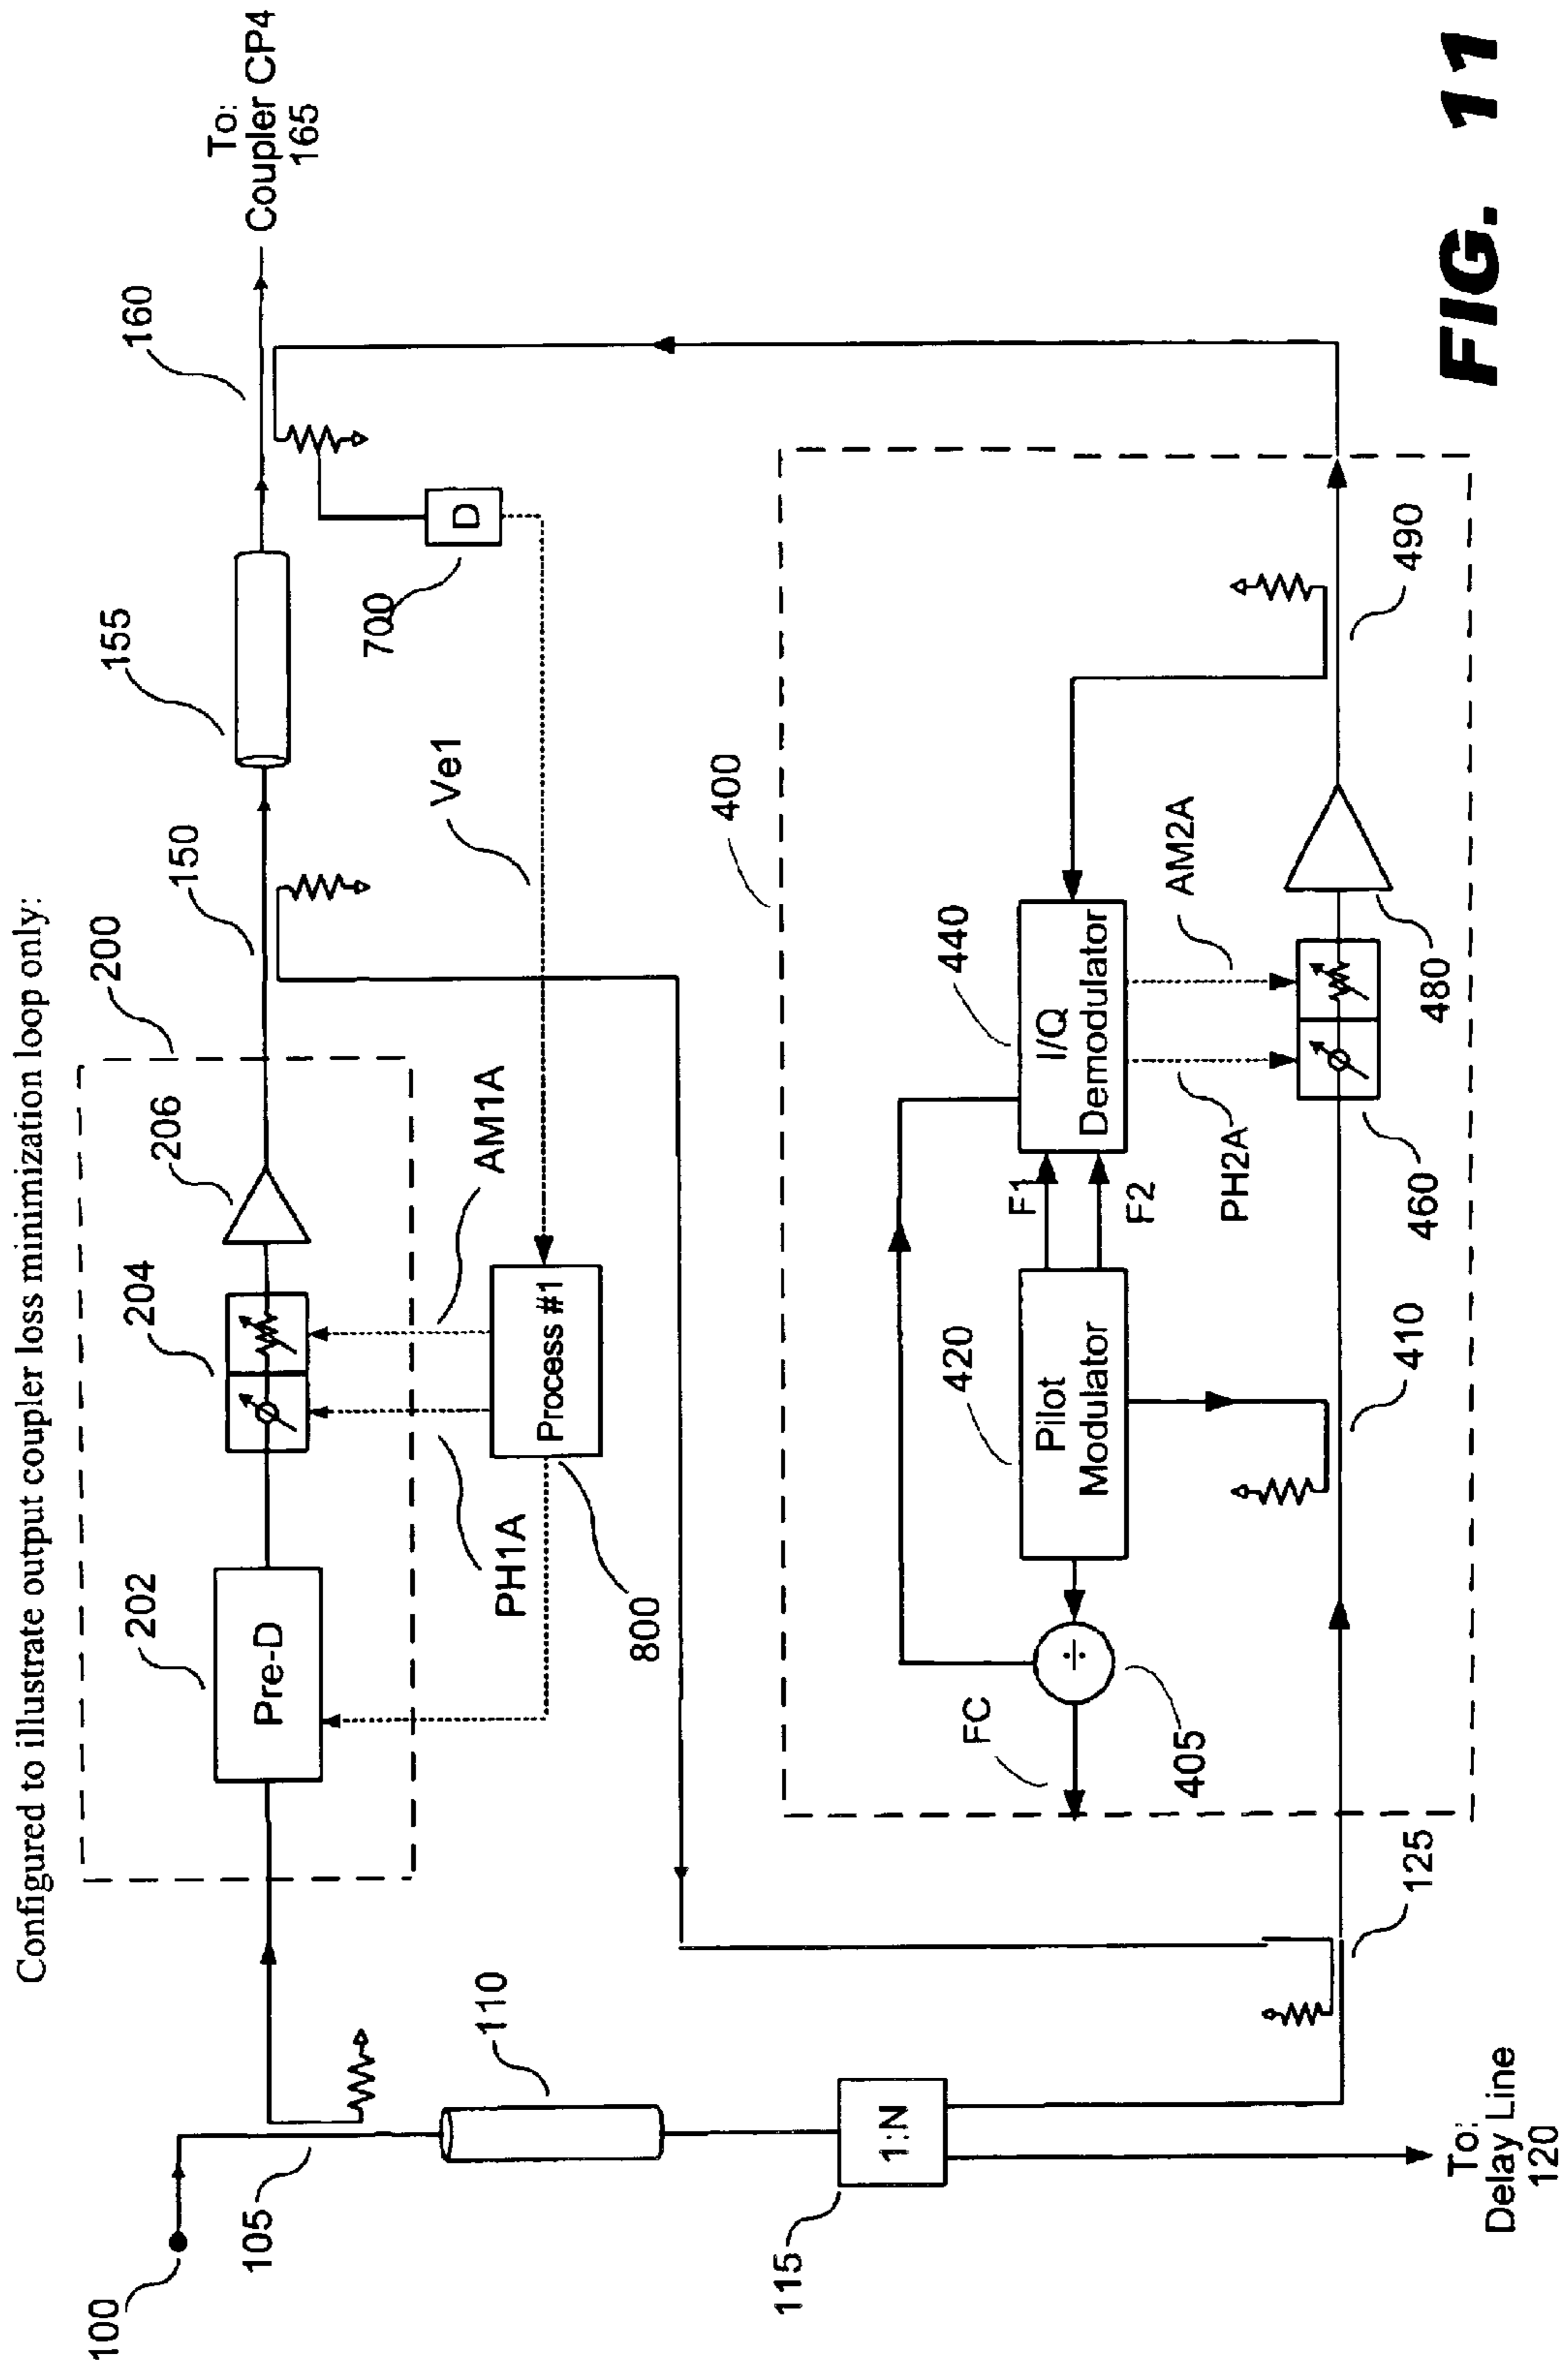 Configured to illustrate output coupler loss minimization loop only:
100
105
110
115
1:N
To:
Delay Line
120
125
200
202
Pre-D
204
206
PH1A
AM1A
Process #1
800
150
155
Ve1
700
D
160
To:
Coupler CP4
165
400
FC
÷
405
420
Pilot
Modulator
F1
F2
440
I/Q
Demodulator
PH2A
AM2A
410
460
480
490
FIG. 11